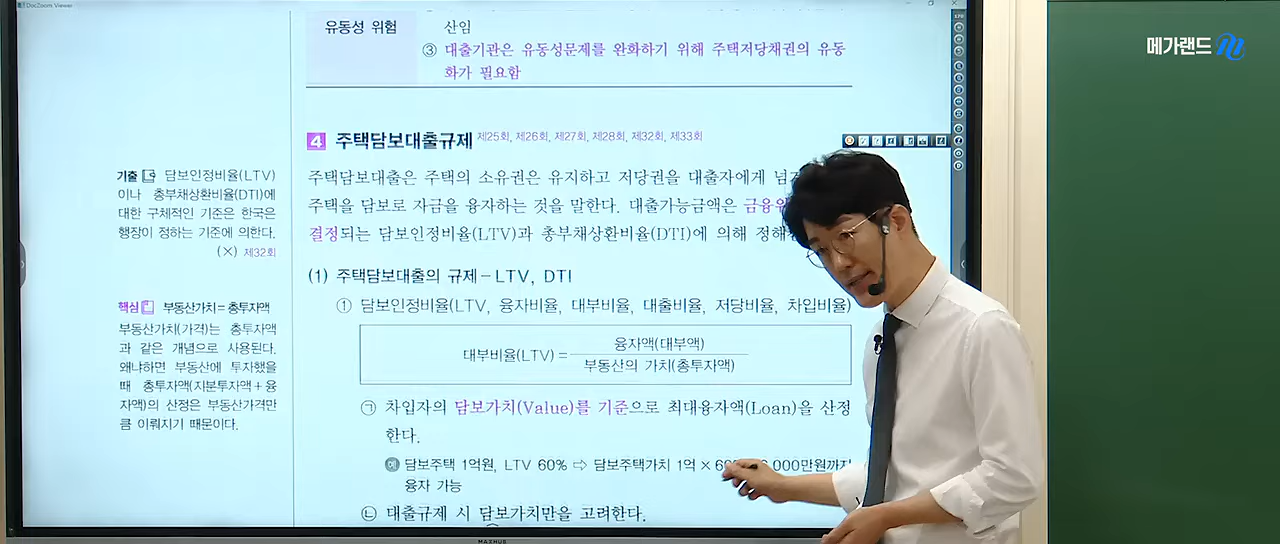 DocZoom Viewer
메가랜드
유동성 위험
산임
③ 대출기관은 유동성문제를 완화하기 위해 주택저당채권의 유동
화가 필요함
4 주택담보대출규제 제25회, 제26회, 제27회, 제28회, 제32회, 제33회
주택담보대출은 주택의 소유권은 유지하고 저당권을 대출자에게
주택을 담보로 자금을 융자하는 것을 말한다. 대출가능금액은
결정되는 담보인정비율(LTV)과 총부채상환비율(DTI)에 의해
기출 담보인정비율(LTV)
이나 총부채상환비율(DTI)에
대한 구체적인 기준은 한국은
행장이 정하는 기준에 의한다.
(×) 제32회
(1) 주택담보대출의 규제 – LTV, DTI
① 담보인정비율(LTV, 융자비율, 대부비율, 대출비율, 저당비율, 차입비율)
대부비율(LTV) = 융자액(대부액)
부동산의 가치(총투자액)
핵심 부동산가치 = 총투자액
부동산가치(가격)는 총투자액
과 같은 개념으로 사용된다.
왜냐하면 부동산에 투자했을
때 총투자액(지분투자액 + 융
자액)의 산정은 부동산가격만
큼 이뤄지기 때문이다.
㉠ 차입자의 담보가치(Value)를 기준으로 최대융자액(Loan)을 산정
한다.
예 담보주택 1억원, LTV 60% ⇨ 담보주택가치 1억 × 000만원까지
융자 가능
㉡ 대출규제 시 담보가치만을 고려한다.
MAXHUB